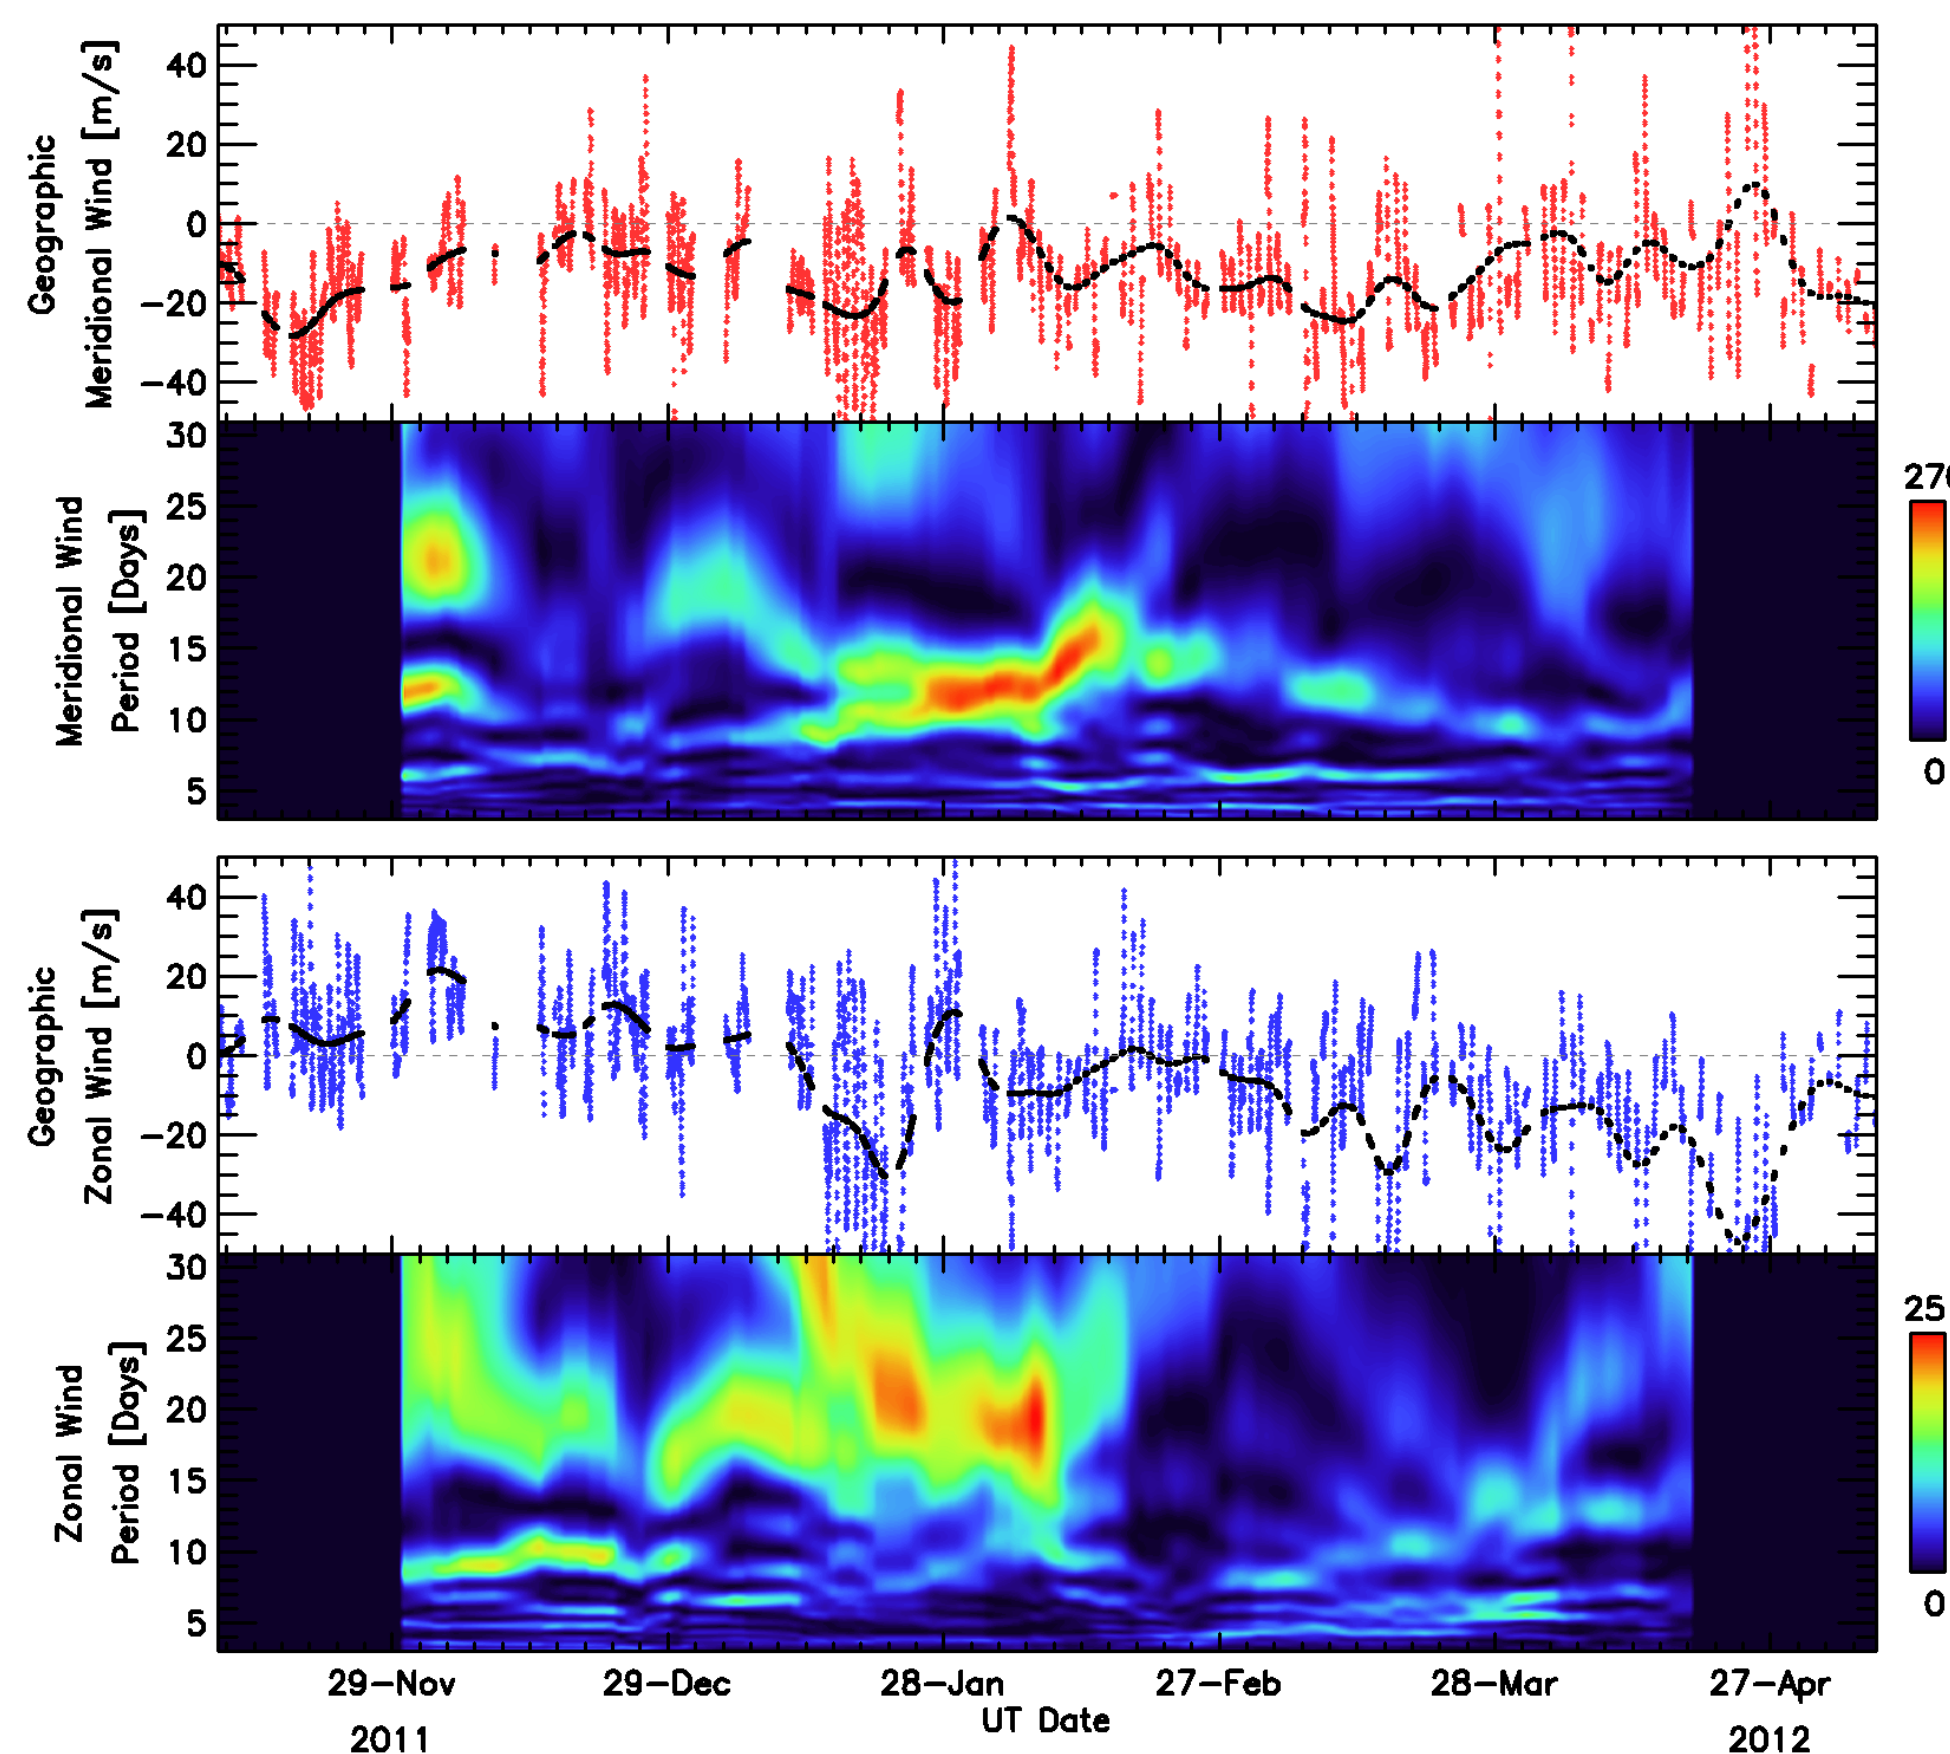 Geographic
Meridional Wind [m/s]
40
20
0
−20
−40
Meridional Wind
Period [Days]
30
25
20
15
10
5
270
0
Geographic
Zonal Wind [m/s]
40
20
0
−20
−40
Zonal Wind
Period [Days]
30
25
20
15
10
5
25
0
29−Nov 29−Dec 28−Jan 27−Feb 28−Mar 27−Apr
UT Date
2011 2012